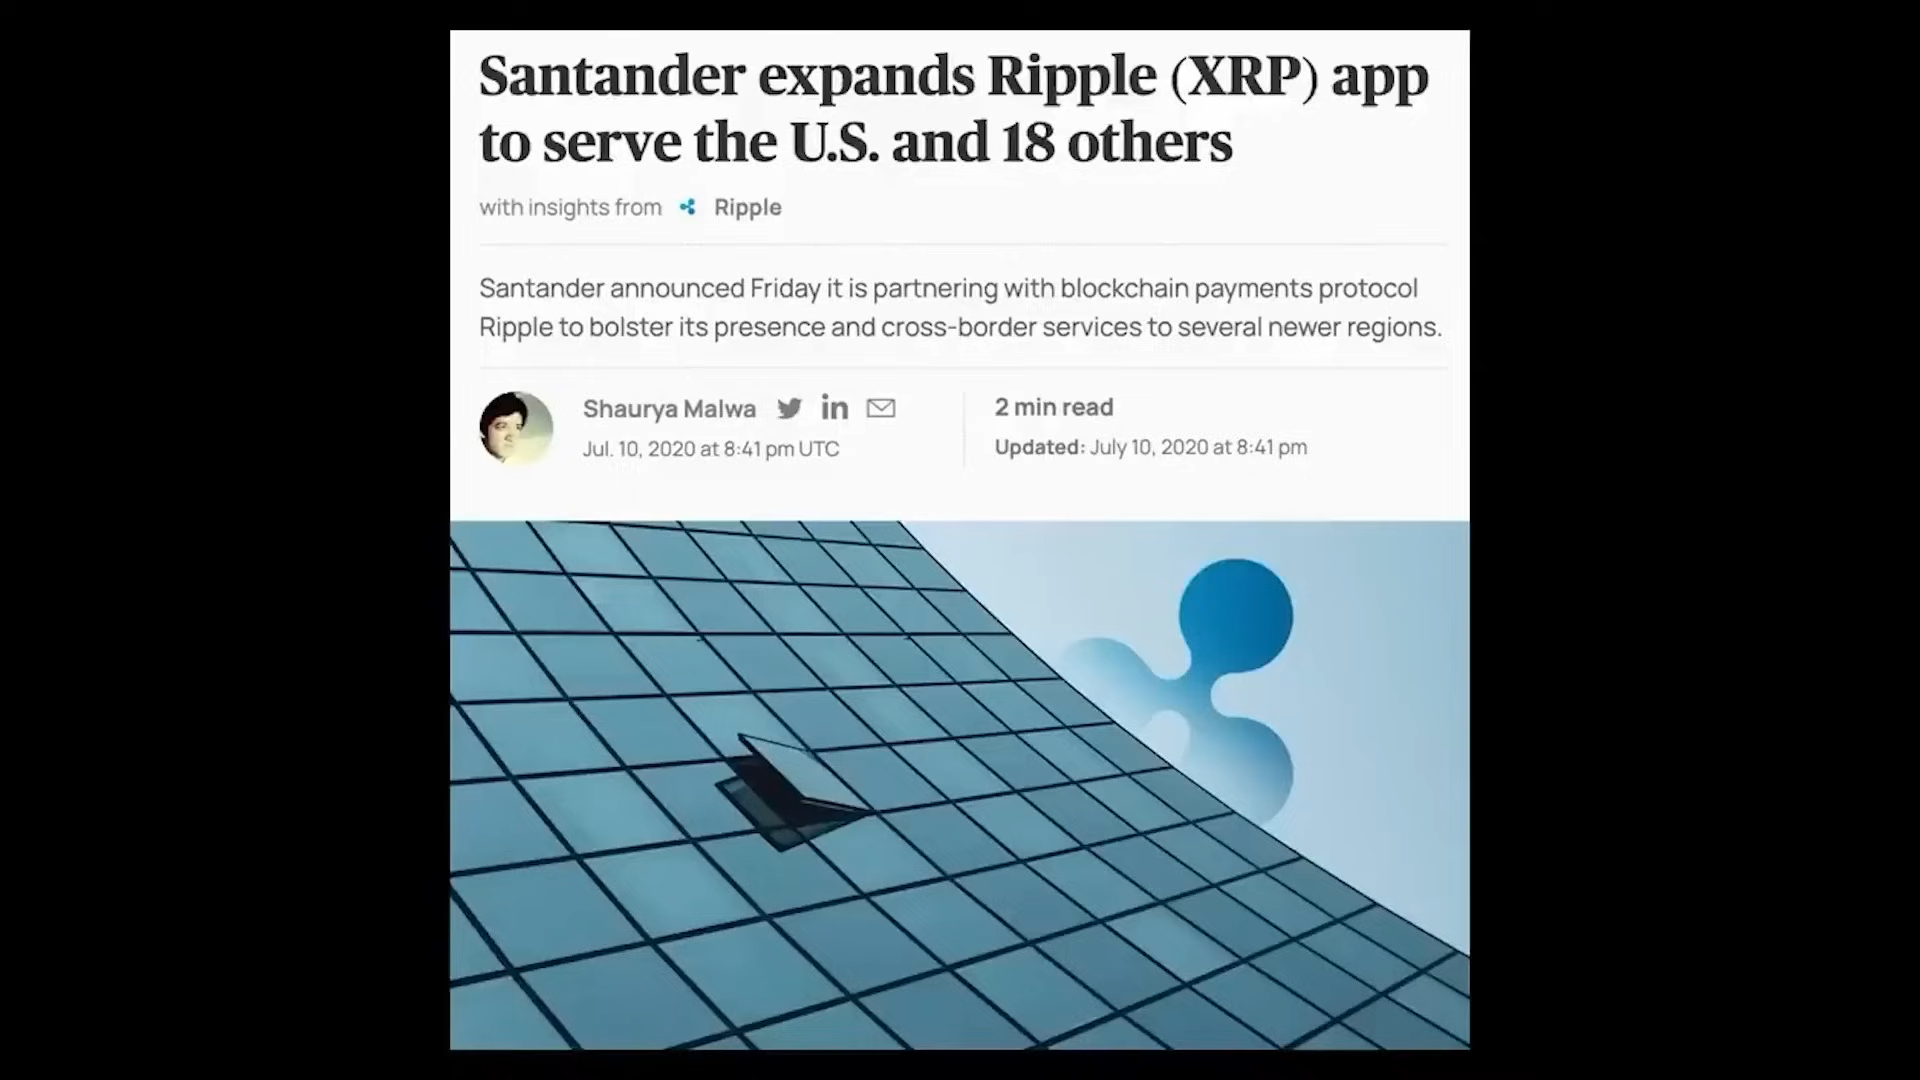 Santander expands Ripple (XRP) app
to serve the U.S. and 18 others
with insights from Ripple
Santander announced Friday it is partnering with blockchain payments protocol
Ripple to bolster its presence and cross-border services to several newer regions.
Shaurya Malwa
Jul. 10, 2020 at 8:41 pm UTC
2 min read
Updated: July 10, 2020 at 8:41 pm